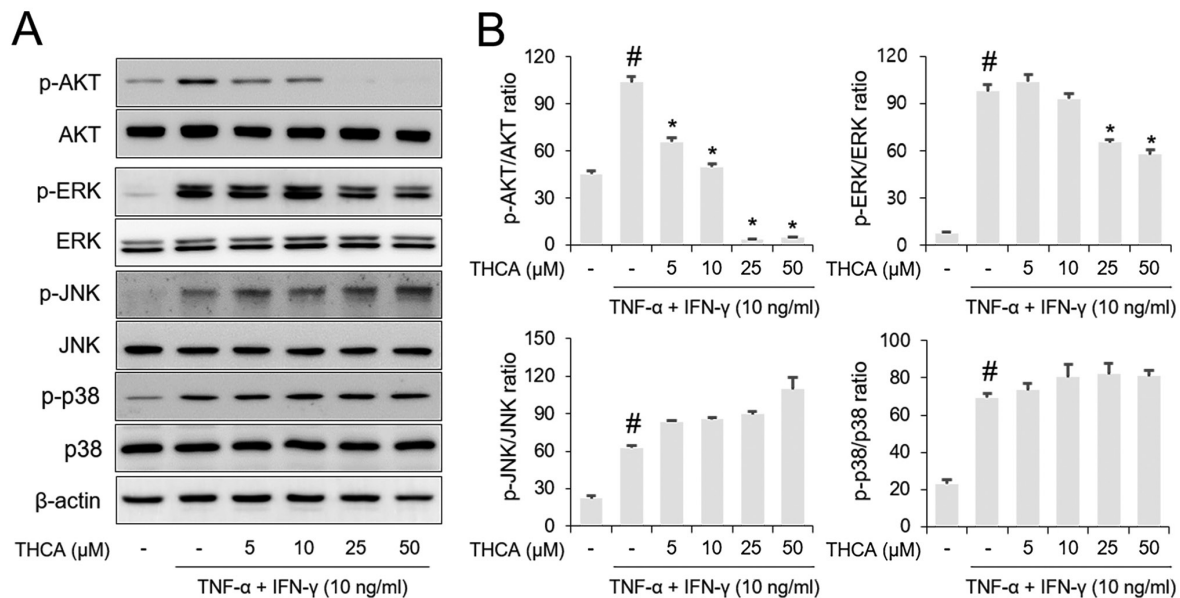 A
p-AKT
AKT
p-ERK
ERK
p-JNK
JNK
p-p38
p38
β-actin
THCA (μM) - - 5 10 25 50
TNF-α + IFN-γ (10 ng/ml)
B
p-AKT/AKT ratio
120
90
60
30
0
#
*
*
*
*
THCA (μM) - - 5 10 25 50
TNF-α + IFN-γ (10 ng/ml)
p-ERK/ERK ratio
120
90
60
30
0
#
*
*
THCA (μM) - - 5 10 25 50
TNF-α + IFN-γ (10 ng/ml)
p-JNK/JNK ratio
150
120
90
60
30
0
#
THCA (μM) - - 5 10 25 50
TNF-α + IFN-γ (10 ng/ml)
p-p38/p38 ratio
100
80
60
40
20
0
#
THCA (μM) - - 5 10 25 50
TNF-α + IFN-γ (10 ng/ml)